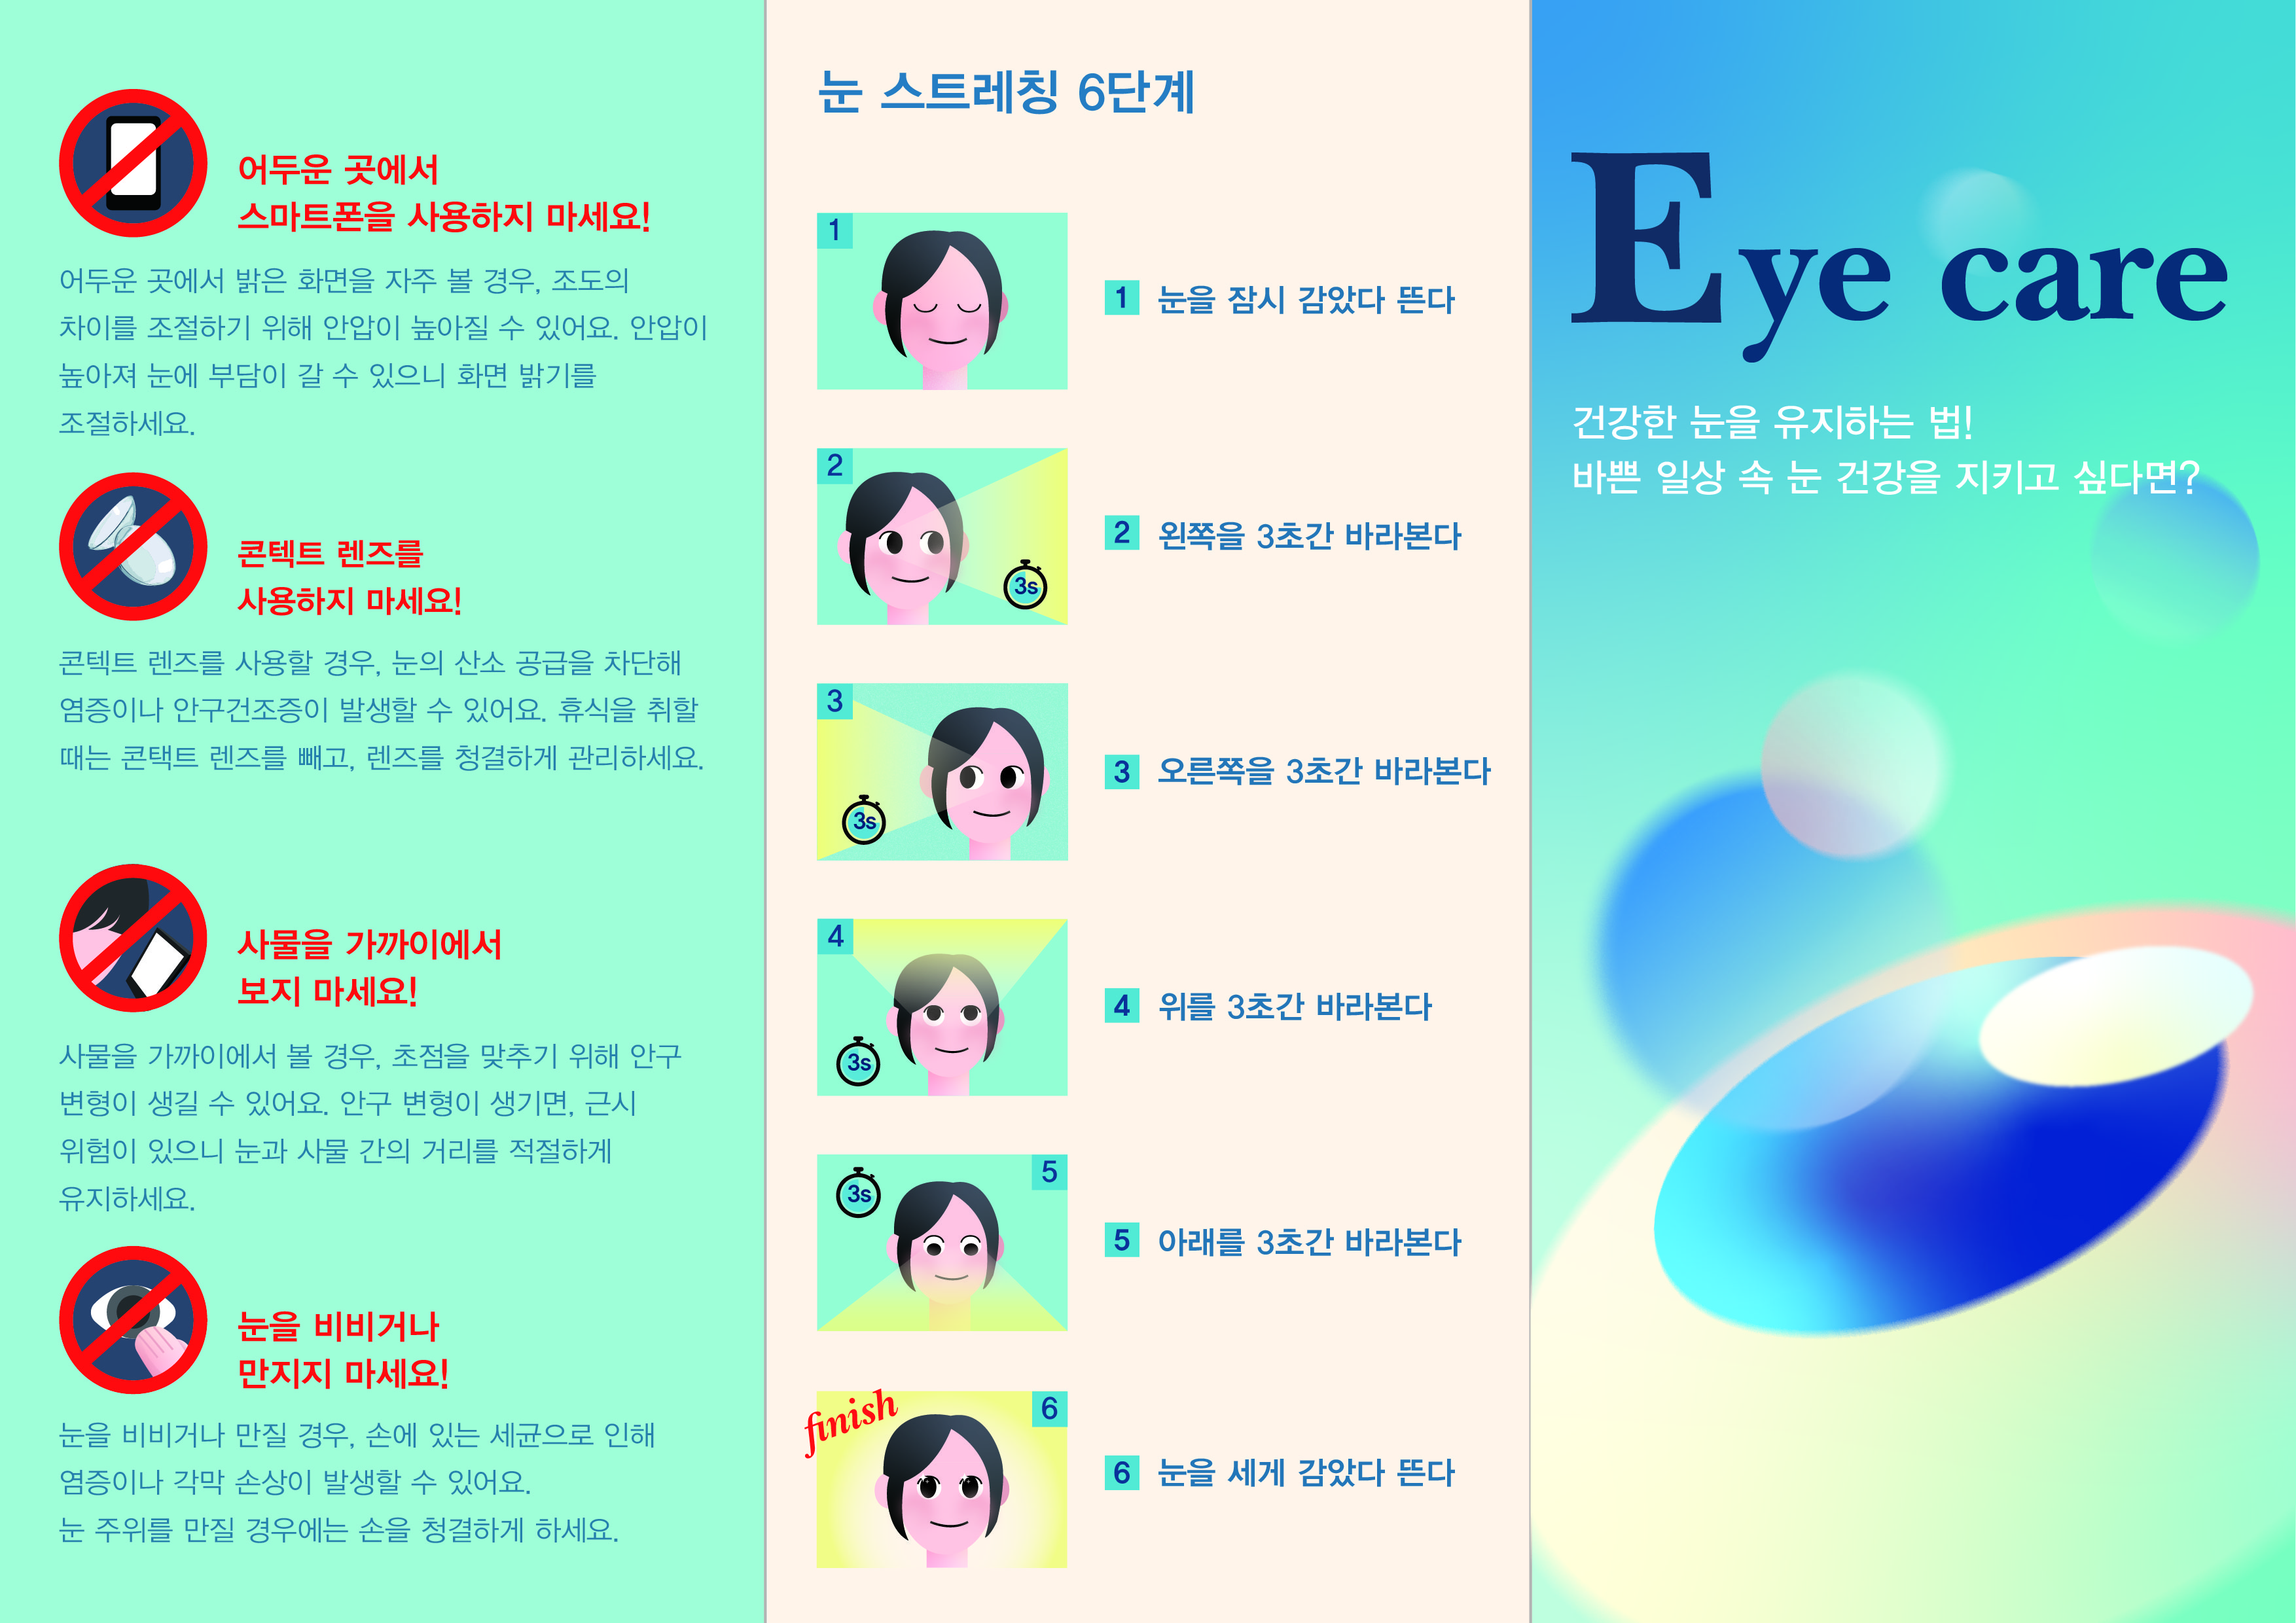 어두운 곳에서
스마트폰을 사용하지 마세요!
어두운 곳에서 밝은 화면을 자주 볼 경우, 조도의
차이를 조절하기 위해 안압이 높아질 수 있어요. 안압이
높아져 눈에 부담이 갈 수 있으니 화면 밝기를
조절하세요.
콘텍트 렌즈를
사용하지 마세요!
콘텍트 렌즈를 사용할 경우, 눈의 산소 공급을 차단해
염증이나 안구건조증이 발생할 수 있어요. 휴식을 취할
때는 콘택트 렌즈를 빼고, 렌즈를 청결하게 관리하세요.
사물을 가까이에서
보지 마세요!
사물을 가까이에서 볼 경우, 초점을 맞추기 위해 안구
변형이 생길 수 있어요. 안구 변형이 생기면, 근시
위험이 있으니 눈과 사물 간의 거리를 적절하게
유지하세요.
눈을 비비거나
만지지 마세요!
눈을 비비거나 만질 경우, 손에 있는 세균으로 인해
염증이나 각막 손상이 발생할 수 있어요.
눈 주위를 만질 경우에는 손을 청결하게 하세요.
눈 스트레칭 6단계
1
1 눈을 잠시 감았다 뜬다
2
3s
2 왼쪽을 3초간 바라본다
3
3s
3 오른쪽을 3초간 바라본다
4
3s
4 위를 3초간 바라본다
5
3s
5 아래를 3초간 바라본다
finish
6
6 눈을 세게 감았다 뜬다
Eye care
건강한 눈을 유지하는 법!
바쁜 일상 속 눈 건강을 지키고 싶다면?